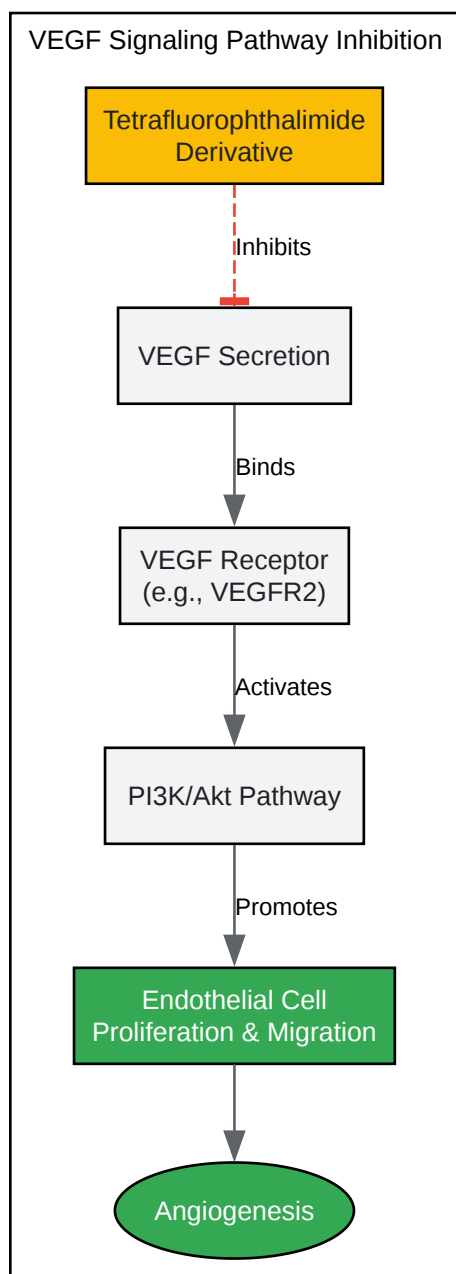 VEGF Signaling Pathway Inhibition
Tetrafluorophthalimide
Derivative
Inhibits
VEGF Secretion
Binds
VEGF Receptor
(e.g., VEGFR2)
Activates
PI3K/Akt Pathway
Promotes
Endothelial Cell
Proliferation & Migration
Angiogenesis